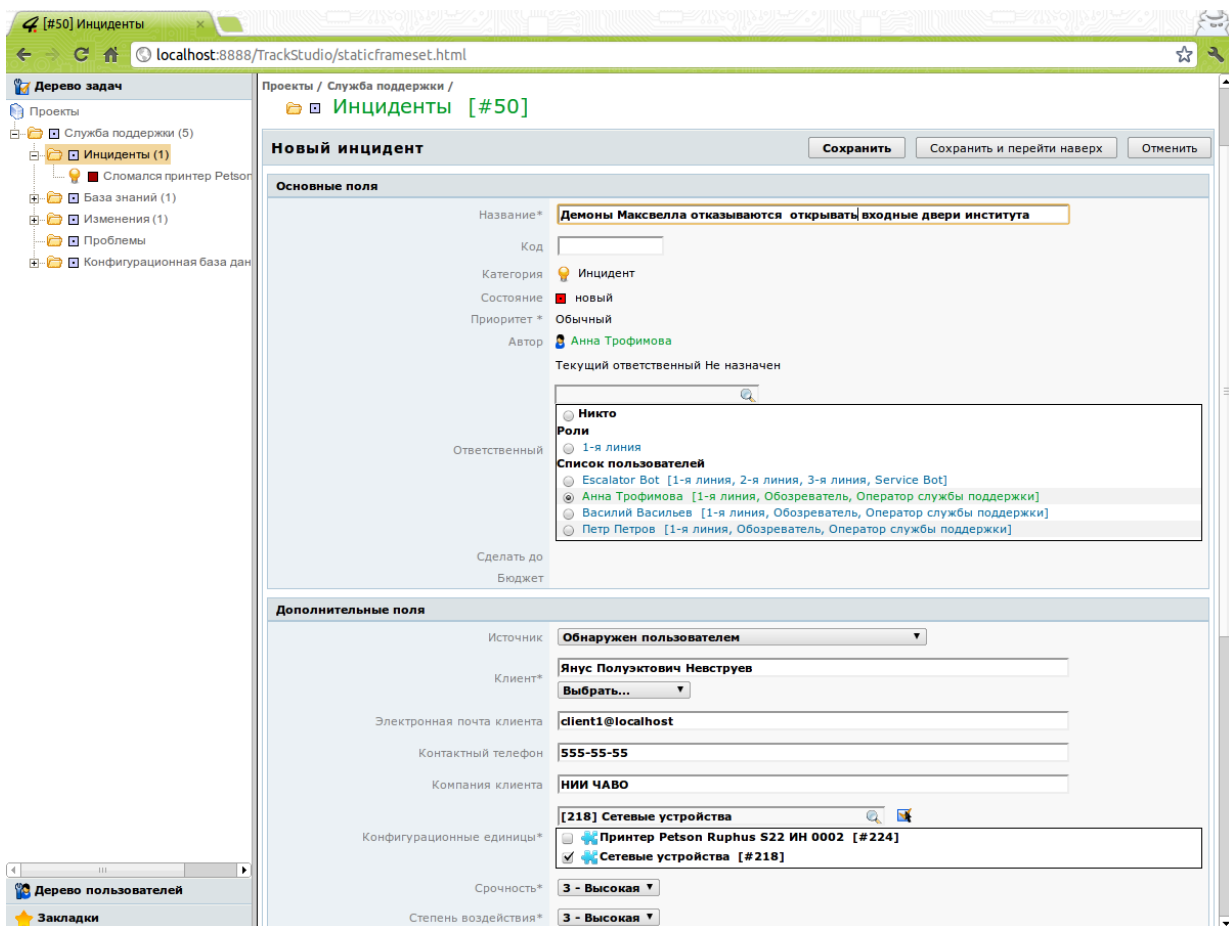 [#50] Инциденты
localhost:8888/TrackStudio/staticframeset.html
Дерево задач
Проекты
Служба поддержки (5)
Инциденты (1)
Сломался принтер Petson
База знаний (1)
Изменения (1)
Проблемы
Конфигурационная база дан
Дерево пользователей
Закладки
Проекты / Служба поддержки /
Инциденты [#50]
Новый инцидент Сохранить Сохранить и перейти наверх Отменить
Основные поля
Название* Демоны Максвелла отказываются открывать входные двери института
Код
Категория Инцидент
Состояние новый
Приоритет * Обычный
Автор Анна Трофимова
Текущий ответственный Не назначен
Никто
Роли
Ответственный 1-я линия
Список пользователей
Escalator Bot [1-я линия, 2-я линия, 3-я линия, Service Bot]
Анна Трофимова [1-я линия, Обозреватель, Оператор службы поддержки]
Василий Васильев [1-я линия, Обозреватель, Оператор службы поддержки]
Петр Петров [1-я линия, Обозреватель, Оператор службы поддержки]
Сделать до
Бюджет
Дополнительные поля
Источник Обнаружен пользователем
Клиент* Янус Полуэктович Невструев
Выбрать...
Электронная почта клиента client1@localhost
Контактный телефон 555-55-55
Компания клиента НИИ ЧАВО
[218] Сетевые устройства
Конфигурационные единицы* Принтер Petson Ruphus S22 ИН 0002 [#224]
Сетевые устройства [#218]
Срочность* 3 - Высокая
Степень воздействия* 3 - Высокая